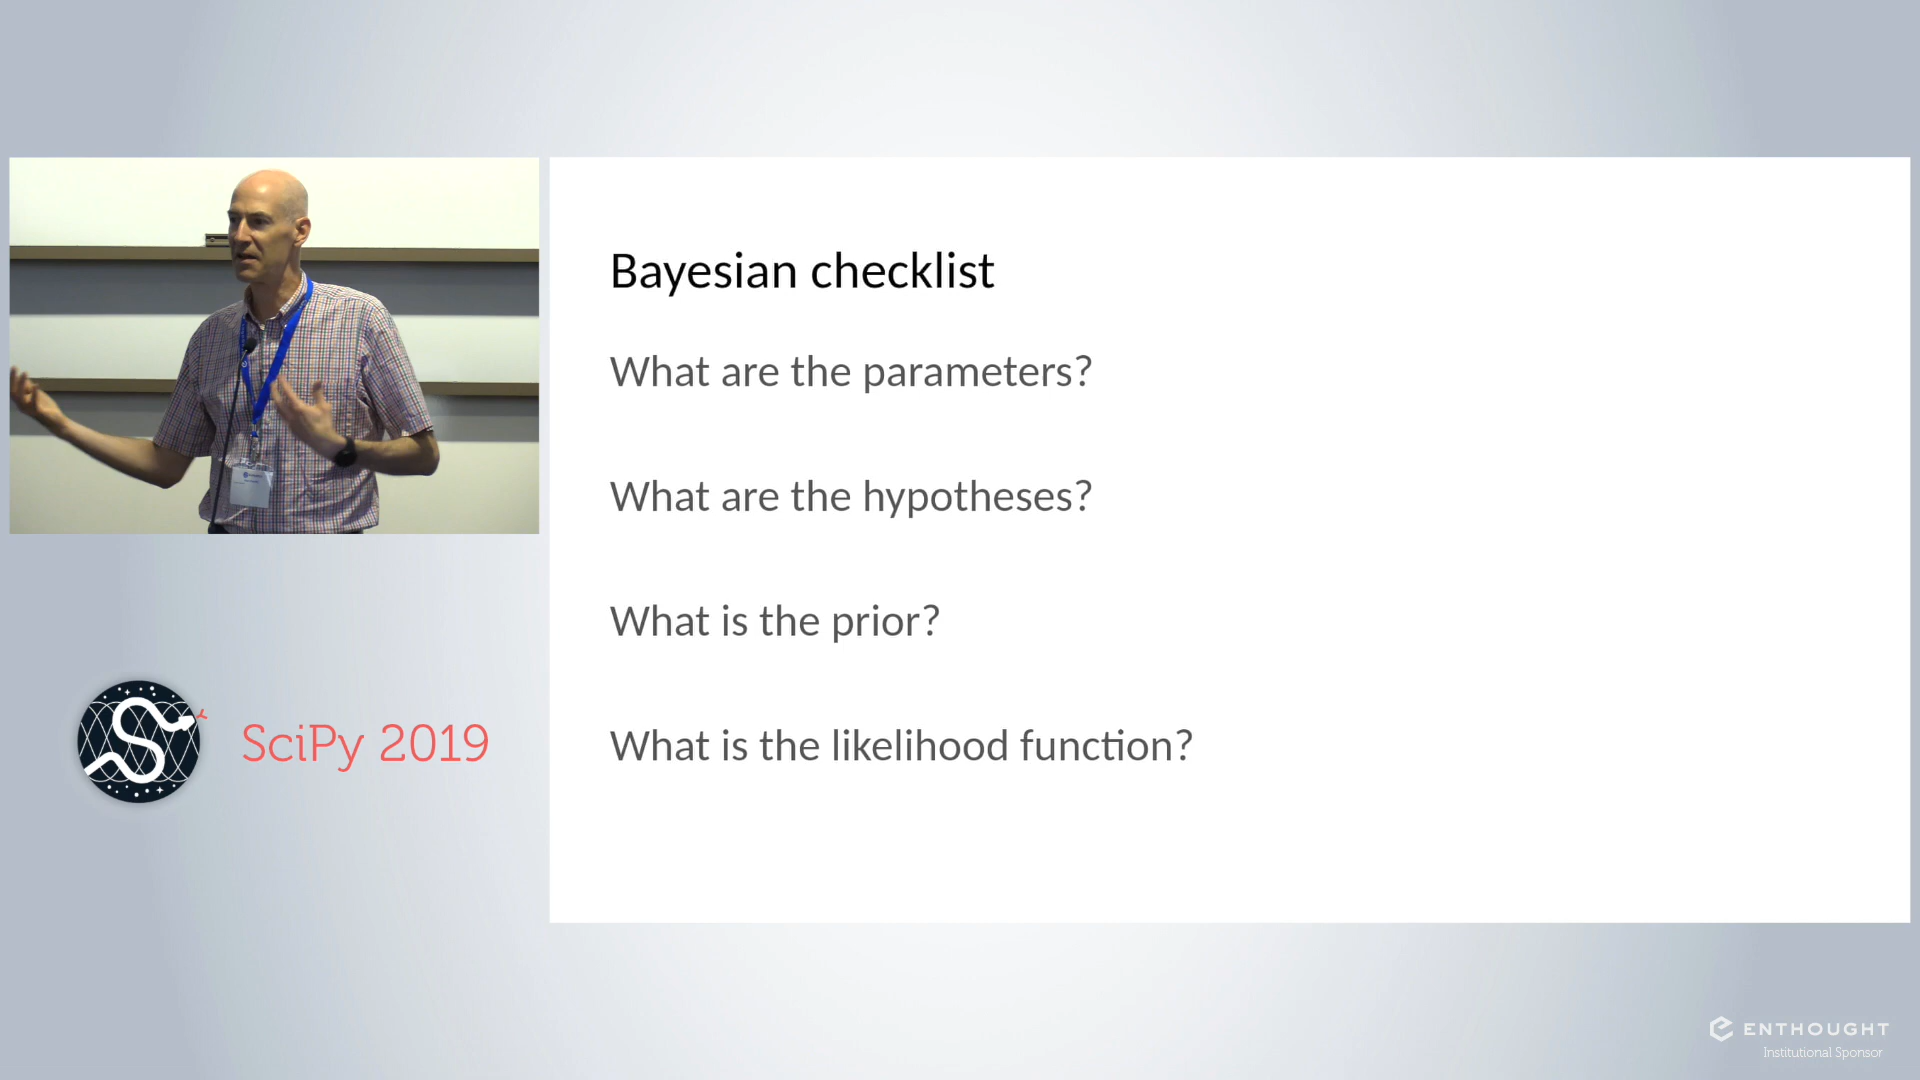 Bayesian checklist
What are the parameters?
What are the hypotheses?
What is the prior?
What is the likelihood function?
SciPy 2019
ENTHOUGHT
Institutional Sponsor